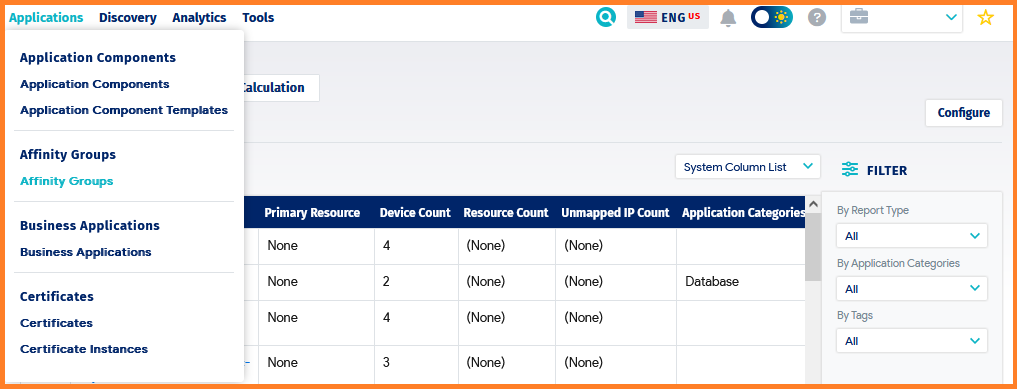 Applications Discovery Analytics Tools ENG US
Application Components
Application Components
Application Component Templates
Affinity Groups
Affinity Groups
Business Applications
Business Applications
Certificates
Certificates
Certificate Instances
Calculation
Configure
System Column List
FILTER
Primary Resource Device Count Resource Count Unmapped IP Count Application Categories
None 4 (None) (None)
None 2 (None) (None) Database
None 4 (None) (None)
None 3 (None) (None)
By Report Type
All
By Application Categories
All
By Tags
All